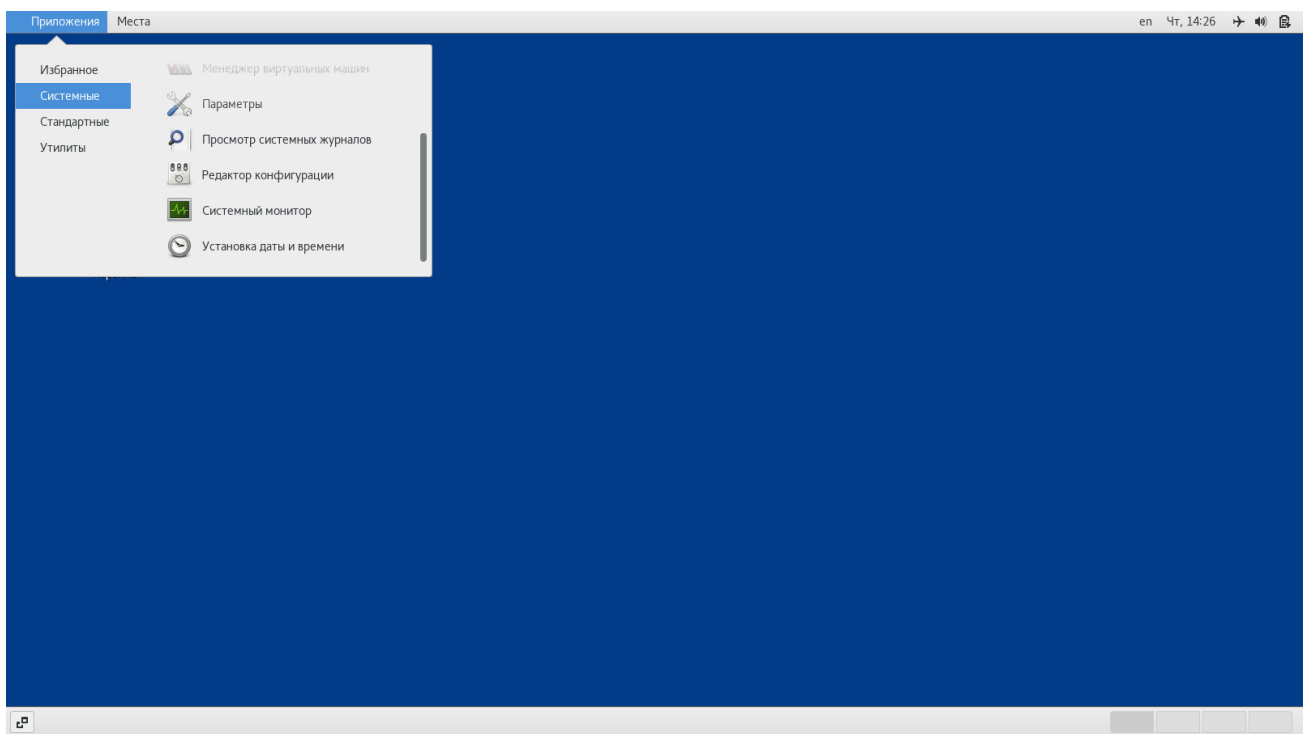 Приложения Места en Чт, 14:26
Избранное
Системные
Стандартные
Утилиты
Менеджер виртуальных машин
Параметры
Просмотр системных журналов
Редактор конфигурации
Системный монитор
Установка даты и времени